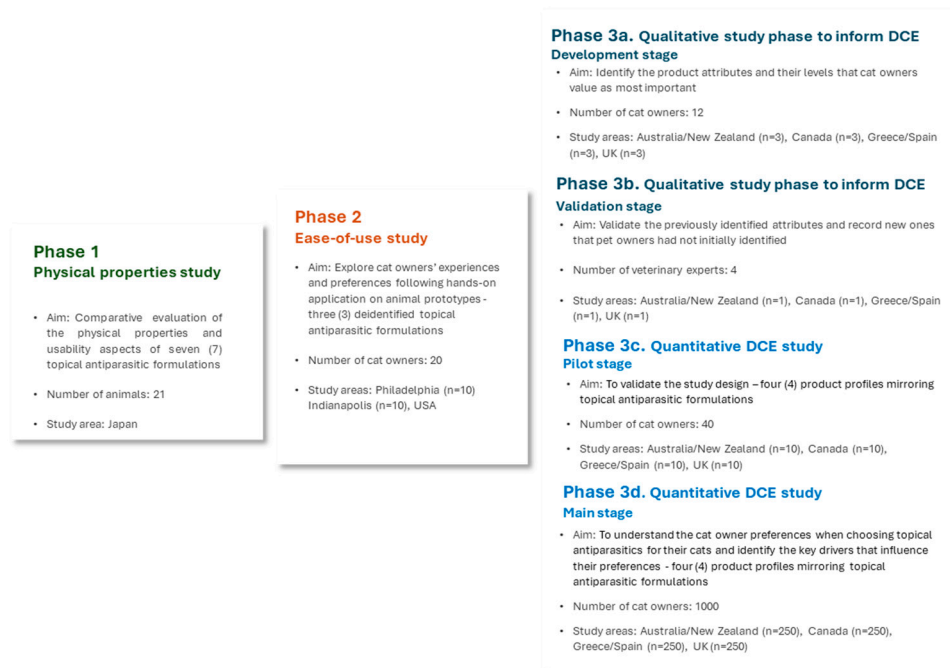 Phase 1
Physical properties study
• Aim: Comparative evaluation of
the physical properties and
usability aspects of seven (7)
topical antiparasitic formulations
• Number of animals: 21
• Study area: Japan
Phase 2
Ease-of-use study
• Aim: Explore cat owners' experiences
and preferences following hands-on
application on animal prototypes -
three (3) deidentified topical
antiparasitic formulations
• Number of cat owners: 20
• Study areas: Philadelphia (n=10)
Indianapolis (n=10), USA
Phase 3a. Qualitative study phase to inform DCE
Development stage
• Aim: Identify the product attributes and their levels that cat owners
value as most important
• Number of cat owners: 12
• Study areas: Australia/New Zealand (n=3), Canada (n=3), Greece/Spain
(n=3), UK (n=3)
Phase 3b. Qualitative study phase to inform DCE
Validation stage
• Aim: Validate the previously identified attributes and record new ones
that pet owners had not initially identified
• Number of veterinary experts: 4
• Study areas: Australia/New Zealand (n=1), Canada (n=1), Greece/Spain
(n=1), UK (n=1)
Phase 3c. Quantitative DCE study
Pilot stage
• Aim: To validate the study design – four (4) product profiles mirroring
topical antiparasitic formulations
• Number of cat owners: 40
• Study areas: Australia/New Zealand (n=10), Canada (n=10),
Greece/Spain (n=10), UK (n=10)
Phase 3d. Quantitative DCE study
Main stage
• Aim: To understand the cat owner preferences when choosing topical
antiparasitics for their cats and identify the key drivers that influence
their preferences - four (4) product profiles mirroring topical
antiparasitic formulations
• Number of cat owners: 1000
• Study areas: Australia/New Zealand (n=250), Canada (n=250),
Greece/Spain (n=250), UK (n=250)